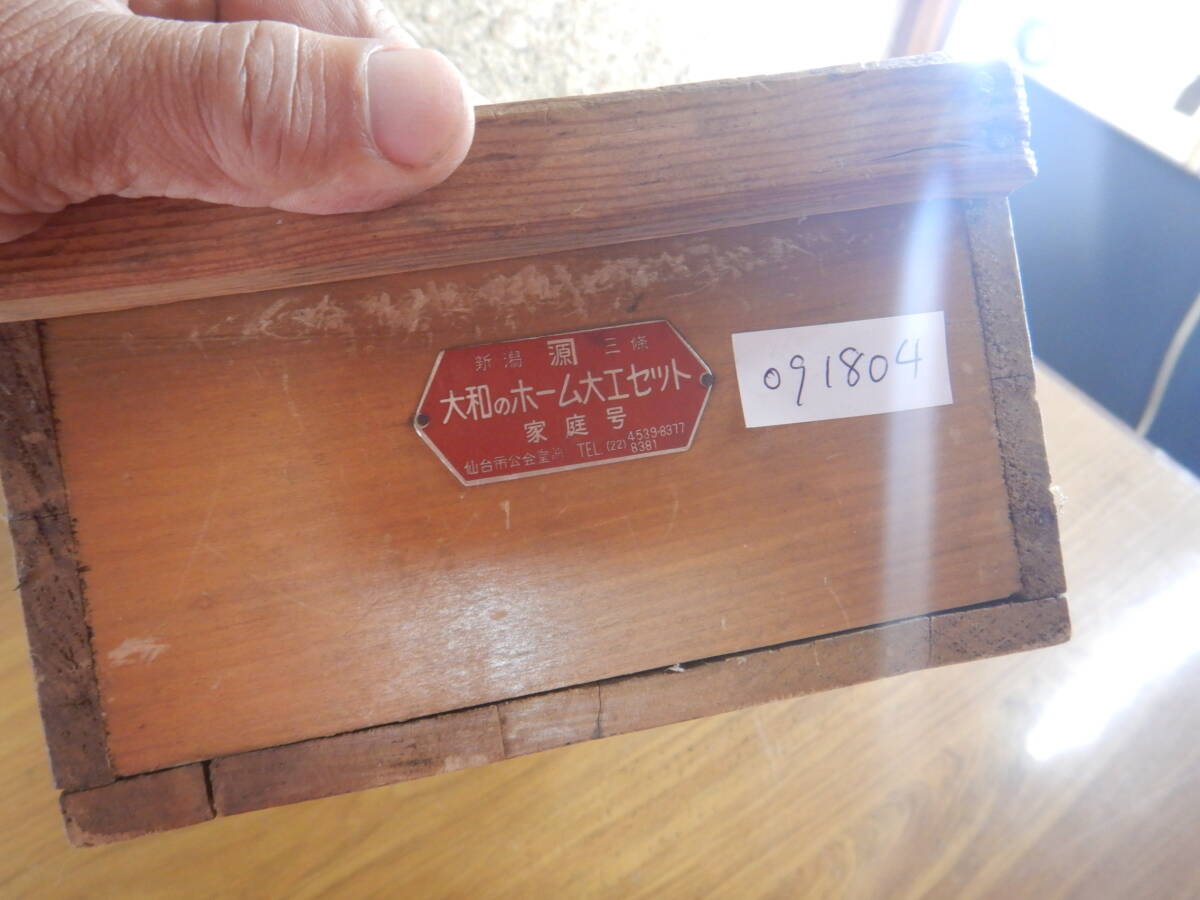 新潟 源 三條
大和のホーム大工セット
家庭号
仙台市公会堂 TEL (22) 4539・8377
8381
091804